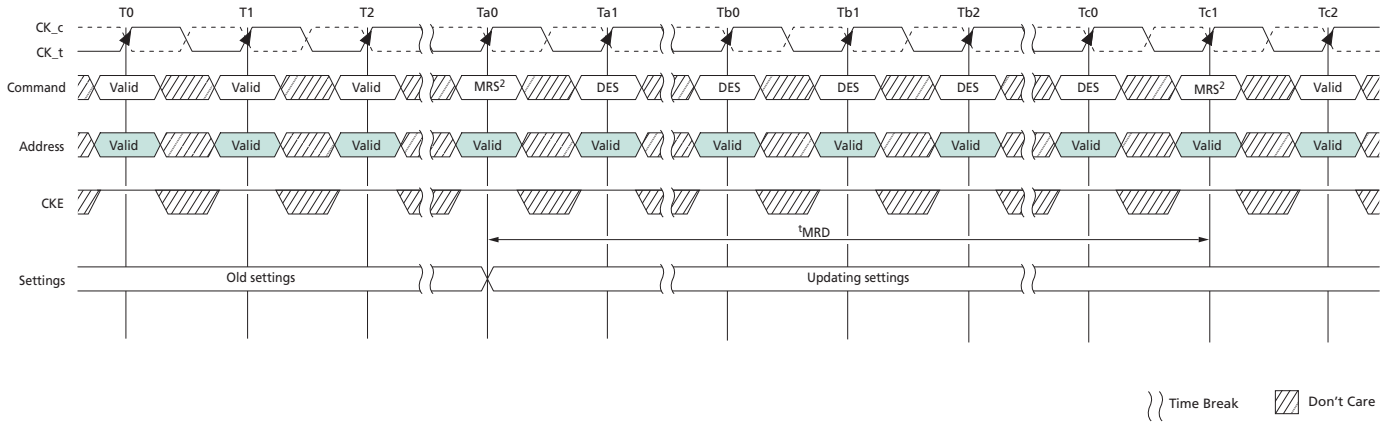 T0 T1 T2 Ta0 Ta1 Tb0 Tb1 Tb2 Tc0 Tc1 Tc2
CK_c
CK_t
Command Valid Valid Valid MRS² DES DES DES DES DES MRS² Valid
Address Valid Valid Valid Valid Valid Valid Valid Valid Valid Valid Valid
CKE
tMRD
Settings Old settings Updating settings
Time Break Don't Care